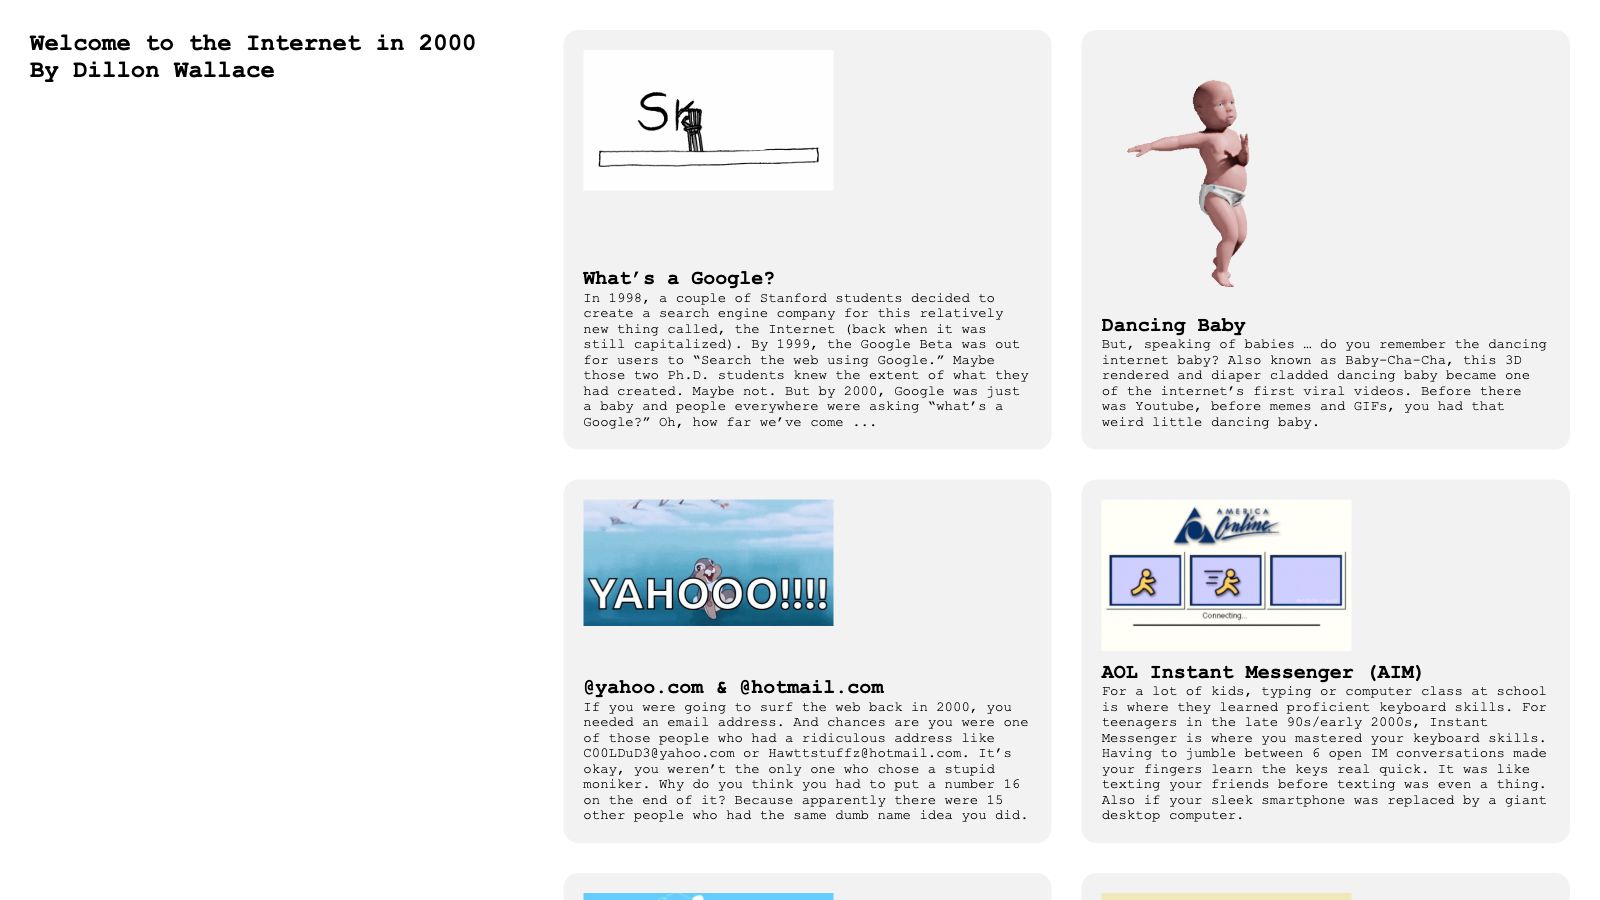 Welcome to the Internet in 2000
By Dillon Wallace
Sk
What’s a Google?
In 1998, a couple of Stanford students decided to
create a search engine company for this relatively
new thing called, the Internet (back when it was
still capitalized). By 1999, the Google Beta was out
for users to “Search the web using Google.” Maybe
those two Ph.D. students knew the extent of what they
had created. Maybe not. But by 2000, Google was just
a baby and people everywhere were asking “what’s a
Google?” Oh, how far we’ve come ...
Dancing Baby
But, speaking of babies … do you remember the dancing
internet baby? Also known as Baby-Cha-Cha, this 3D
rendered and diaper cladded dancing baby became one
of the internet’s first viral videos. Before there
was Youtube, before memes and GIFs, you had that
weird little dancing baby.
YAHOOO!!!!
@yahoo.com & @hotmail.com
If you were going to surf the web back in 2000, you
needed an email address. And chances are you were one
of those people who had a ridiculous address like
C00LDuD3@yahoo.com or Hawttstuffz@hotmail.com. It’s
okay, you weren’t the only one who chose a stupid
moniker. Why do you think you had to put a number 16
on the end of it? Because apparently there were 15
other people who had the same dumb name idea you did.
AMERICA
Online
Connecting...
AOL Instant Messenger (AIM)
For a lot of kids, typing or computer class at school
is where they learned proficient keyboard skills. For
teenagers in the late 90s/early 2000s, Instant
Messenger is where you mastered your keyboard skills.
Having to jumble between 6 open IM conversations made
your fingers learn the keys real quick. It was like
texting your friends before texting was even a thing.
Also if your sleek smartphone was replaced by a giant
desktop computer.